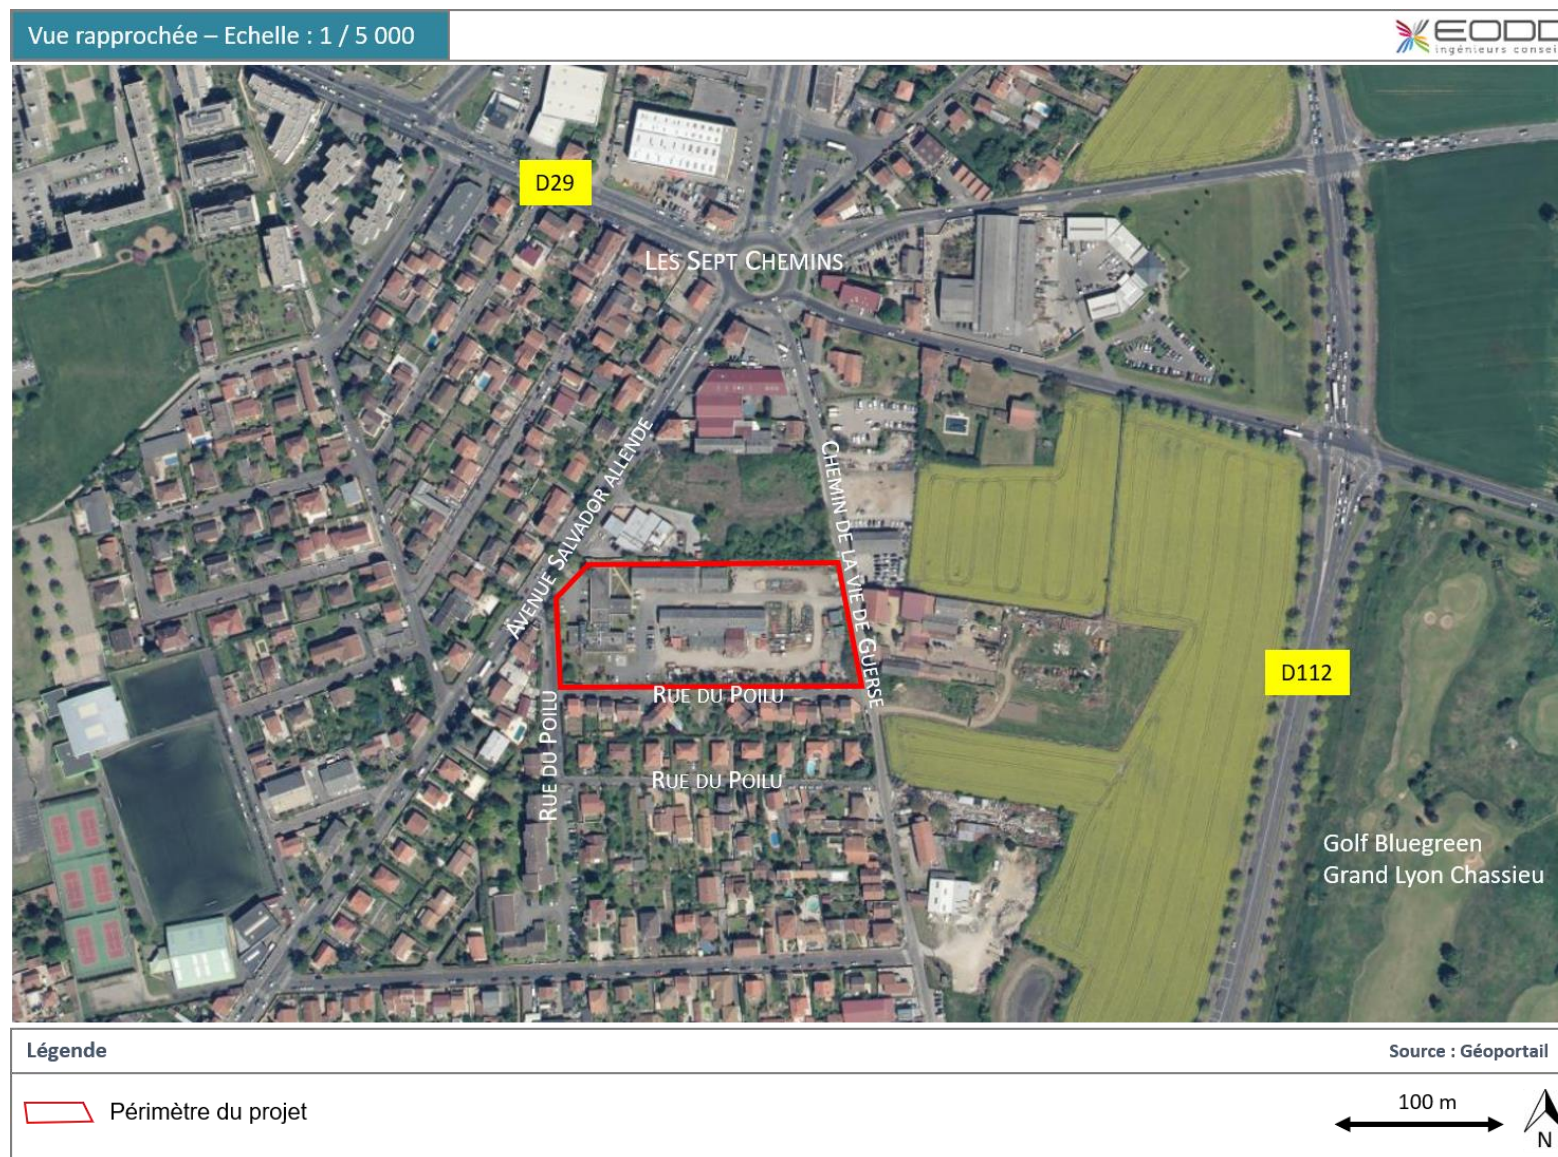 Vue rapprochée – Echelle : 1 / 5 000
EODD
ingénieurs consei
D29
LES SEPT CHEMINS
AVENUE SALVADOR ALLENDE
CHEMIN DE LA VIE DE GUERSE
D112
RUE DU POILU
RUE DU POILU
RUE DU POILU
Golf Bluegreen
Grand Lyon Chassieu
Légende
Source : Géoportail
Périmètre du projet
100 m
N